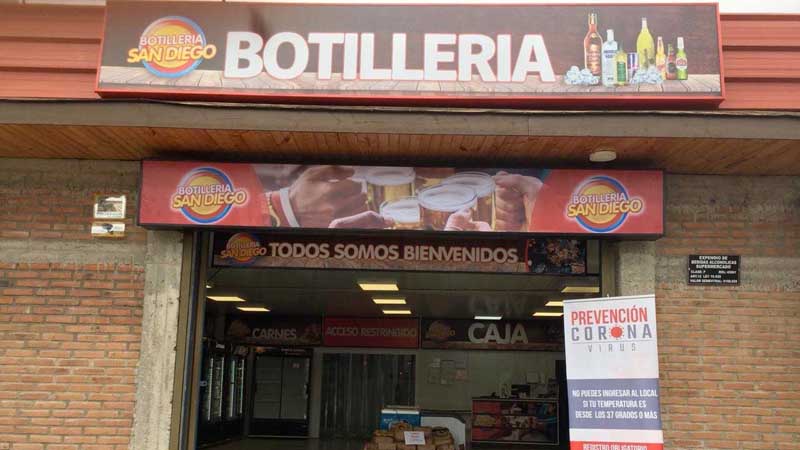 BOTILLERIA
SAN DIEGO
BOTILLERIA
BOTILLERIA
SAN DIEGO
BOTILLERIA
SAN DIEGO
BOTILLERIA
SAN DIEGO
TODOS SOMOS BIENVENIDOS
EXPENDIO DE
BEBIDAS ALCOHOLICAS
SUPERMERCADO
CARNES
ACCESO RESTRINGIDO
CAJA
PREVENCIÓN
CORONA
VIRUS
NO PUEDES INGRESAR AL LOCAL
SI TU TEMPERATURA ES
DESDE LOS 37 GRADOS O MÁS
REGISTRO OBLIGATORIO